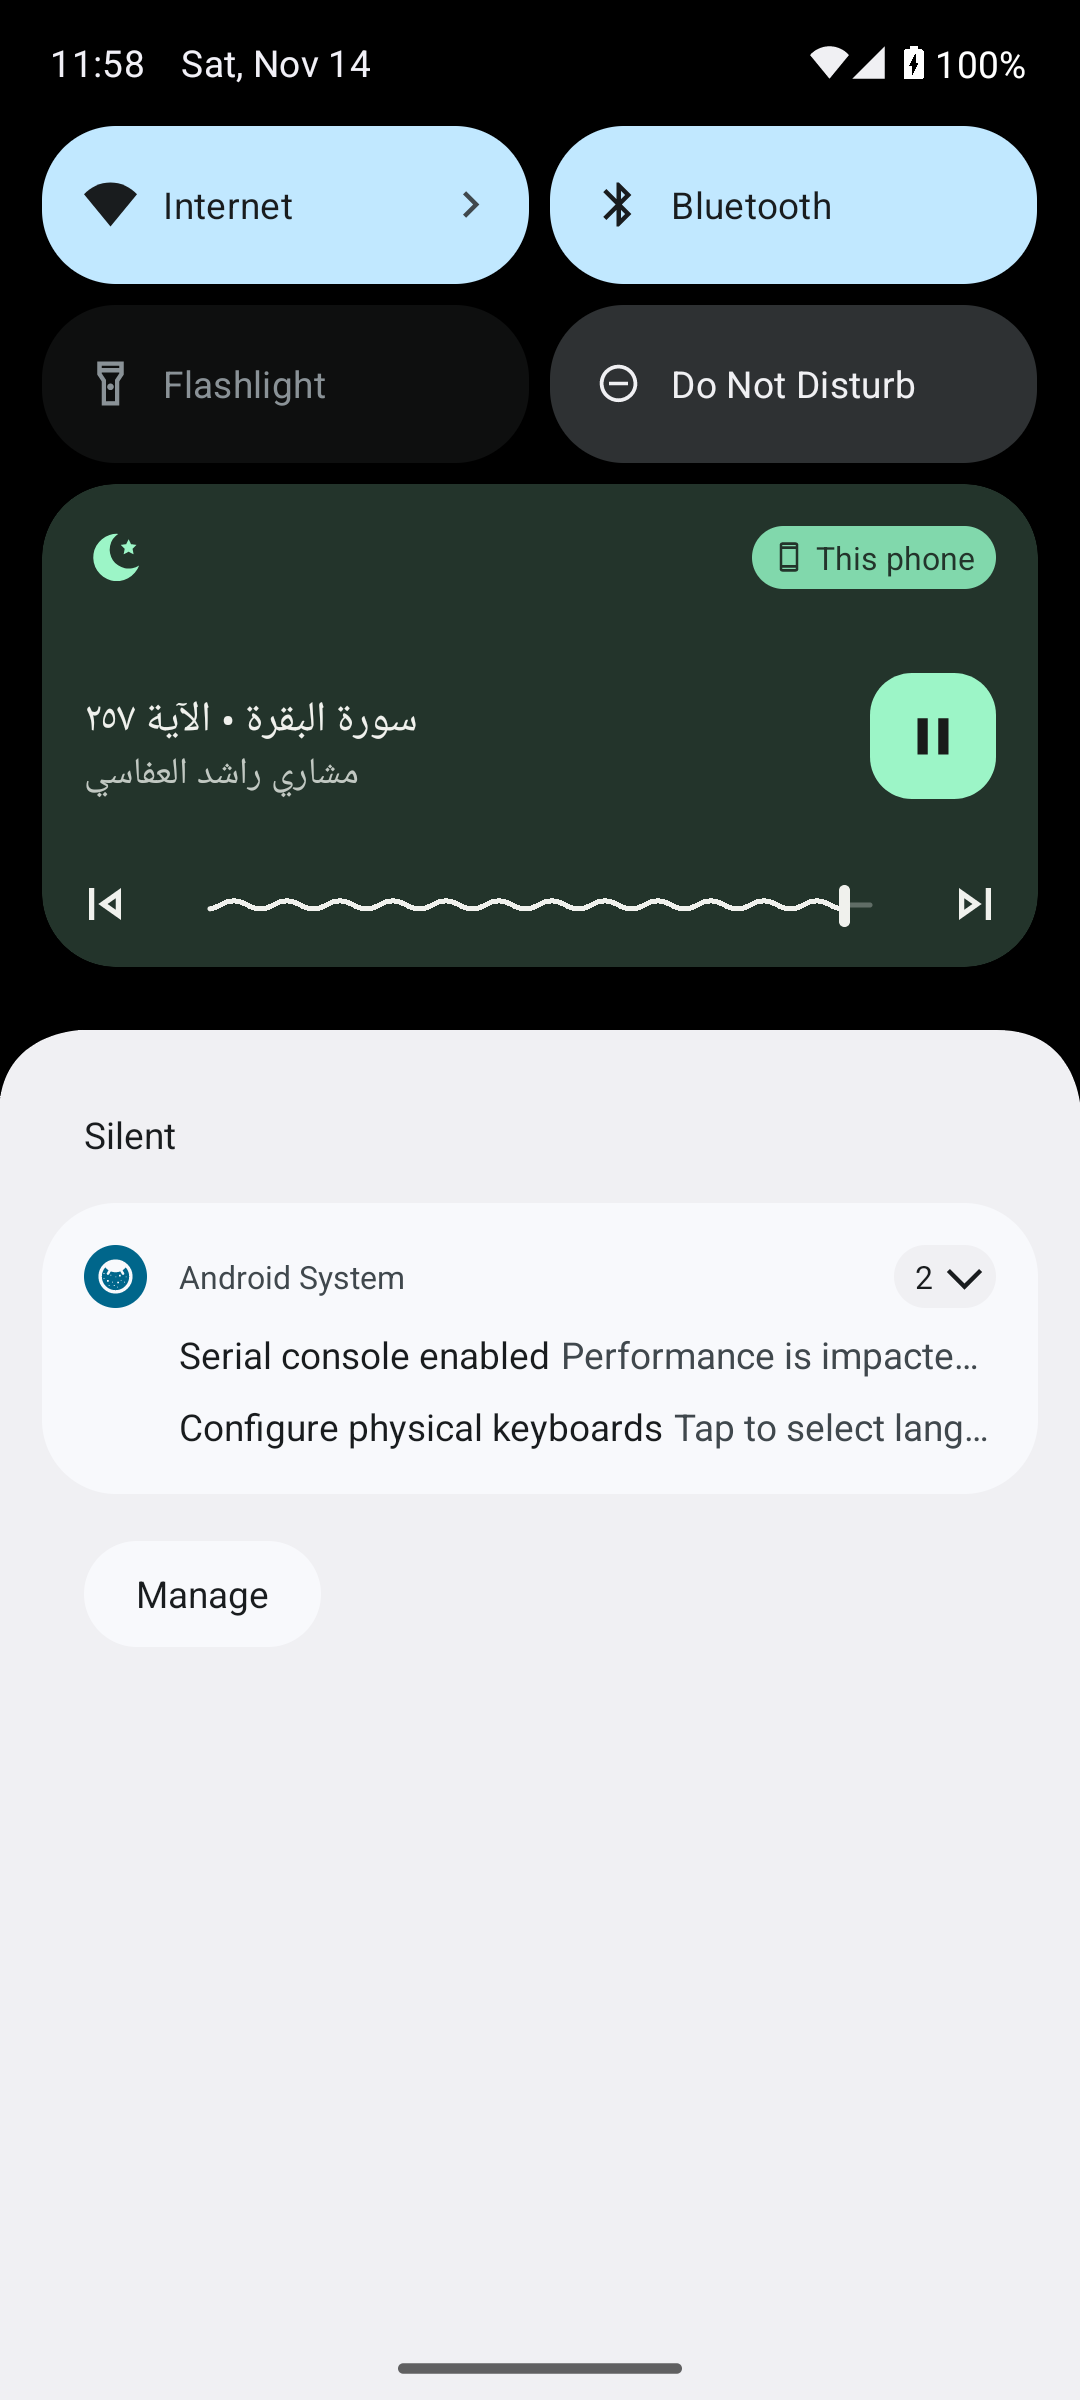 11:58 Sat, Nov 14 100%
Internet
Bluetooth
Flashlight
Do Not Disturb
This phone
سورة البقرة • الآية ٢٥٧
مشاري راشد العفاسي
Silent
Android System 2
Serial console enabled Performance is impacte…
Configure physical keyboards Tap to select lang…
Manage